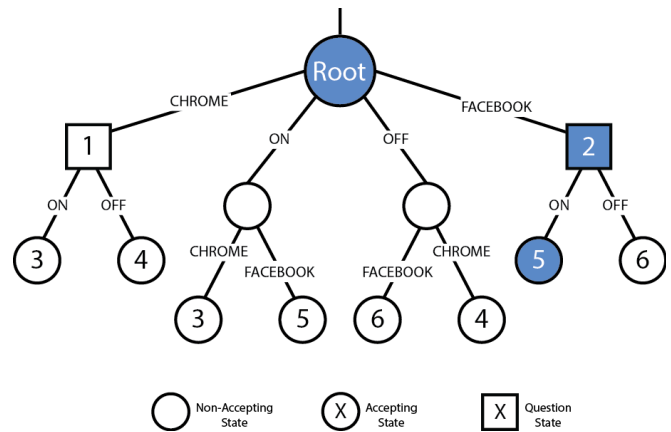 Root
CHROME
FACEBOOK
ON
OFF
1
2
ON
OFF
ON
OFF
3
4
CHROME
FACEBOOK
FACEBOOK
CHROME
5
6
3
5
6
4
Non-Accepting
State
X
Accepting
State
X
Question
State